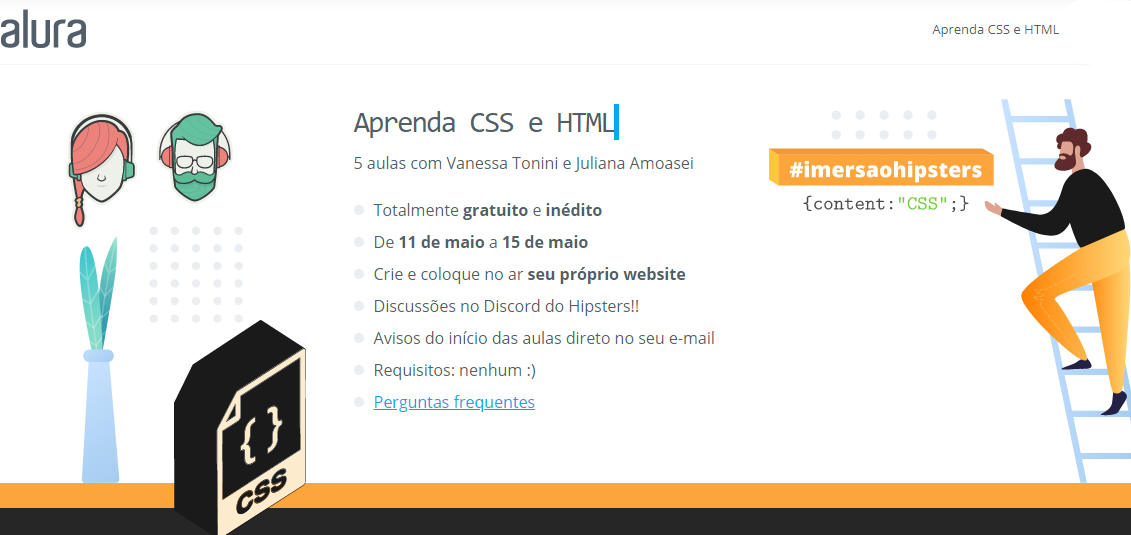 alura
Aprenda CSS e HTML
Aprenda CSS e HTML
5 aulas com Vanessa Tonini e Juliana Amoasei
Totalmente gratuito e inédito
De 11 de maio a 15 de maio
Crie e coloque no ar seu próprio website
Discussões no Discord do Hipsters!!
Avisos do início das aulas direto no seu e-mail
Requisitos: nenhum :)
Perguntas frequentes
#imersaohipsters
{content:"CSS";}
{ }
CSS